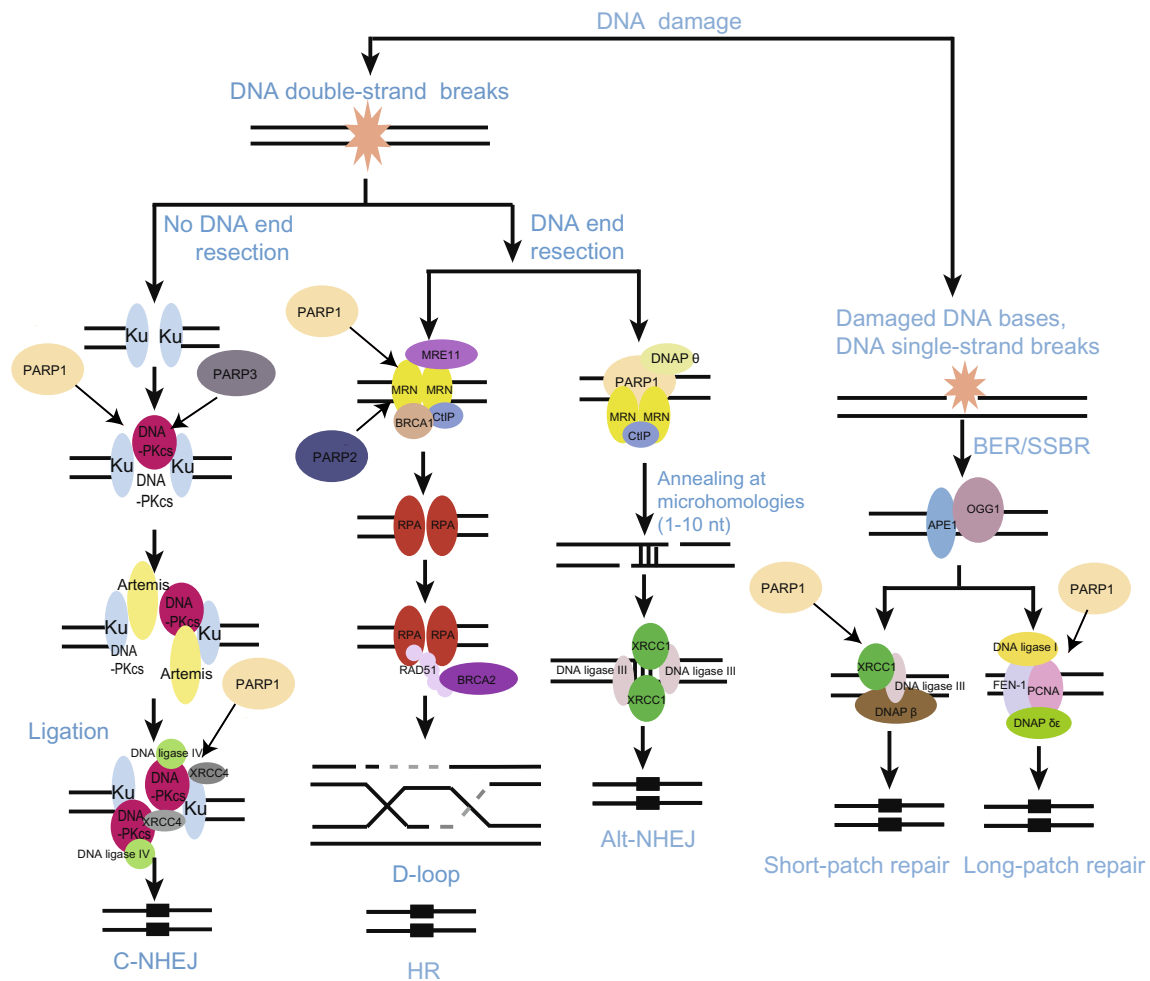 DNA damage
DNA double-strand breaks
No DNA end
resection
DNA end
resection
Ku
Ku
PARP1
PARP3
DNA
-PKcs
Ku
Ku
DNA
-PKcs
Artemis
DNA
-PKcs
Ku
Ku
DNA
-PKcs
Artemis
PARP1
Ligation
DNA ligase IV
XRCC4
DNA
-PKcs
Ku
Ku
DNA
-PKcs
XRCC4
DNA ligase IV
C-NHEJ
PARP1
MRE11
MRN
MRN
BRCA1
CtIP
PARP2
RPA
RPA
RPA
RPA
RAD51
BRCA2
D-loop
HR
DNAP θ
PARP1
MRN
MRN
CtIP
Annealing at
microhomologies
(1-10 nt)
XRCC1
DNA ligase III
DNA ligase III
XRCC1
Alt-NHEJ
Damaged DNA bases,
DNA single-strand breaks
BER/SSBR
OGG1
APE1
PARP1
XRCC1
DNA ligase III
DNAP β
Short-patch repair
PARP1
DNA ligase I
FEN-1
PCNA
DNAP δε
Long-patch repair